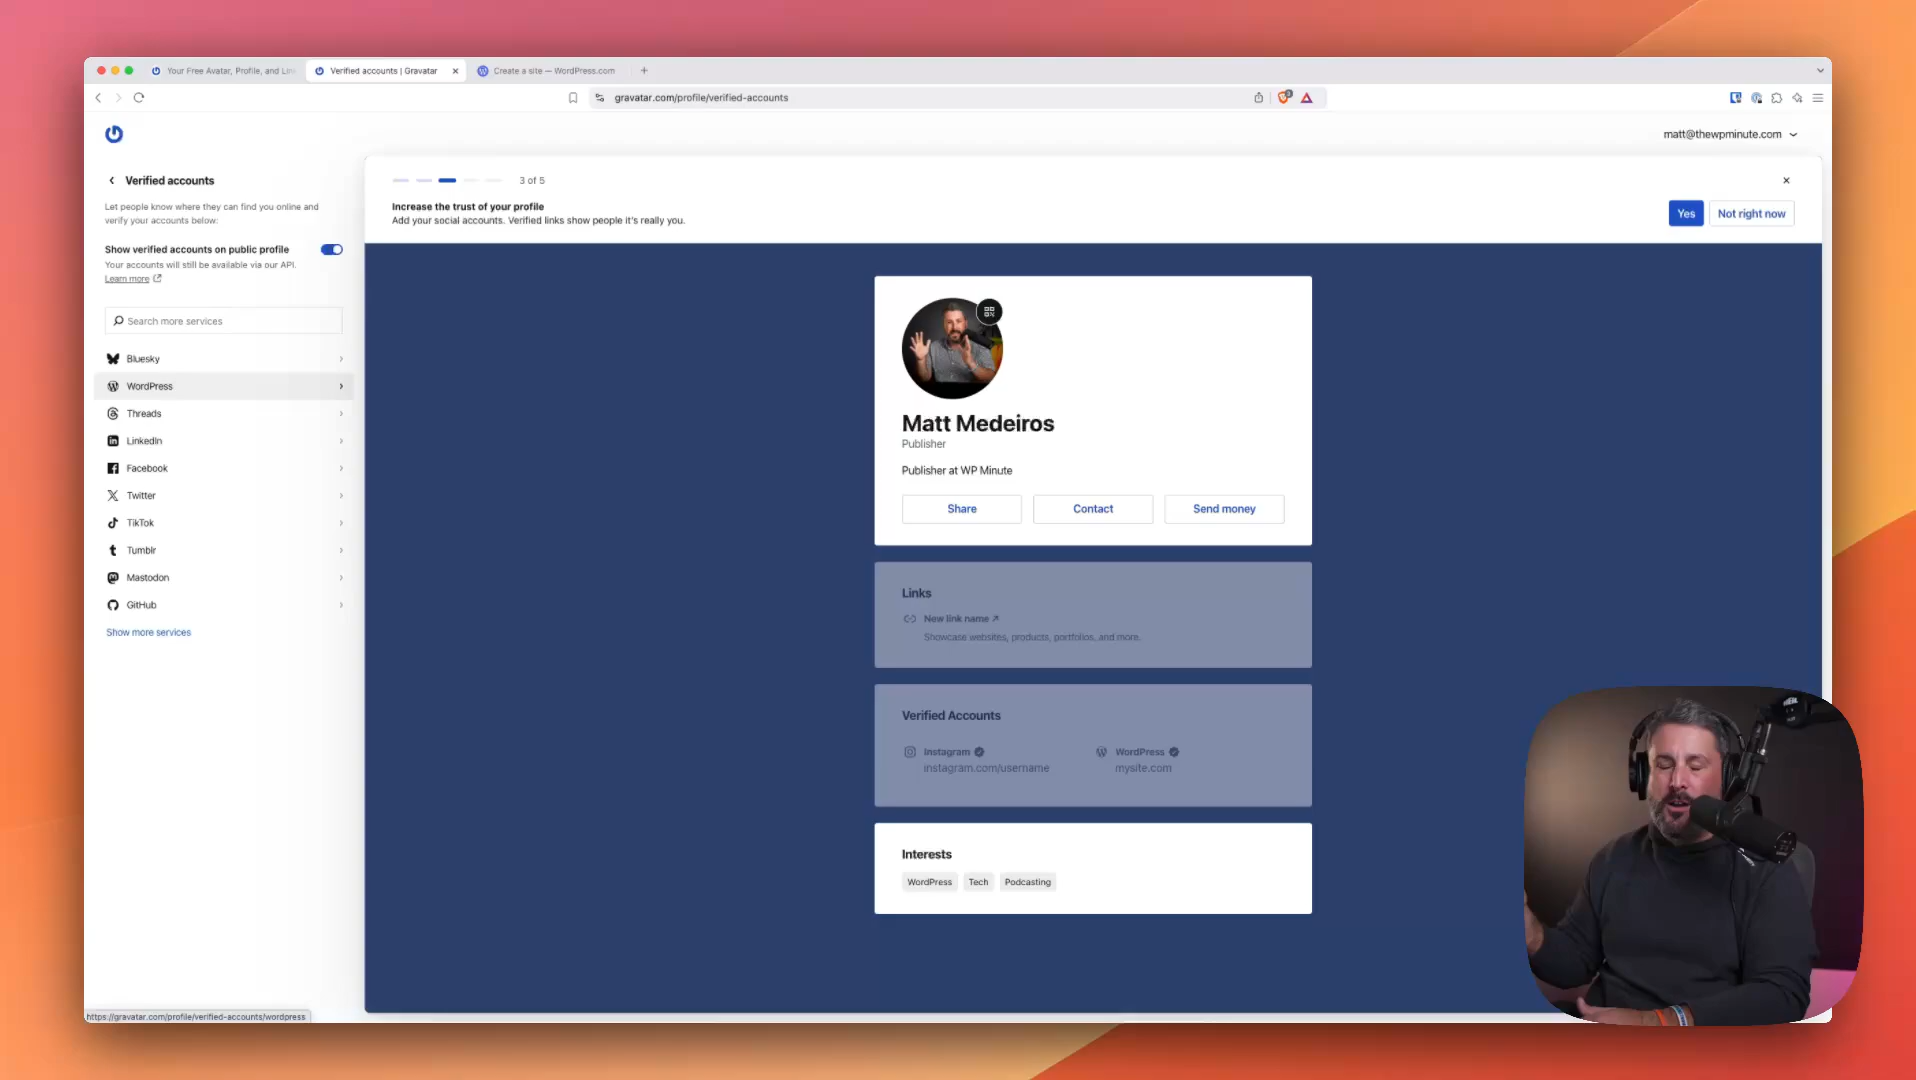 Your Free Avatar, Profile, and Lin
Verified accounts | Gravatar
Create a site — WordPress.com
gravatar.com/profile/verified-accounts
matt@thewpminute.com
Verified accounts
Let people know where they can find you online and
verify your accounts below:
Show verified accounts on public profile
Your accounts will still be available via our API.
Learn more
Search more services
Bluesky
WordPress
Threads
LinkedIn
Facebook
Twitter
TikTok
Tumblr
Mastodon
GitHub
Show more services
https://gravatar.com/profile/verified-accounts/wordpress
3 of 5
Increase the trust of your profile
Add your social accounts. Verified links show people it's really you.
Yes
Not right now
Matt Medeiros
Publisher
Publisher at WP Minute
Share
Contact
Send money
Links
New link name
Showcase websites, products, portfolios, and more.
Verified Accounts
Instagram
instagram.com/username
WordPress
mysite.com
Interests
WordPress
Tech
Podcasting